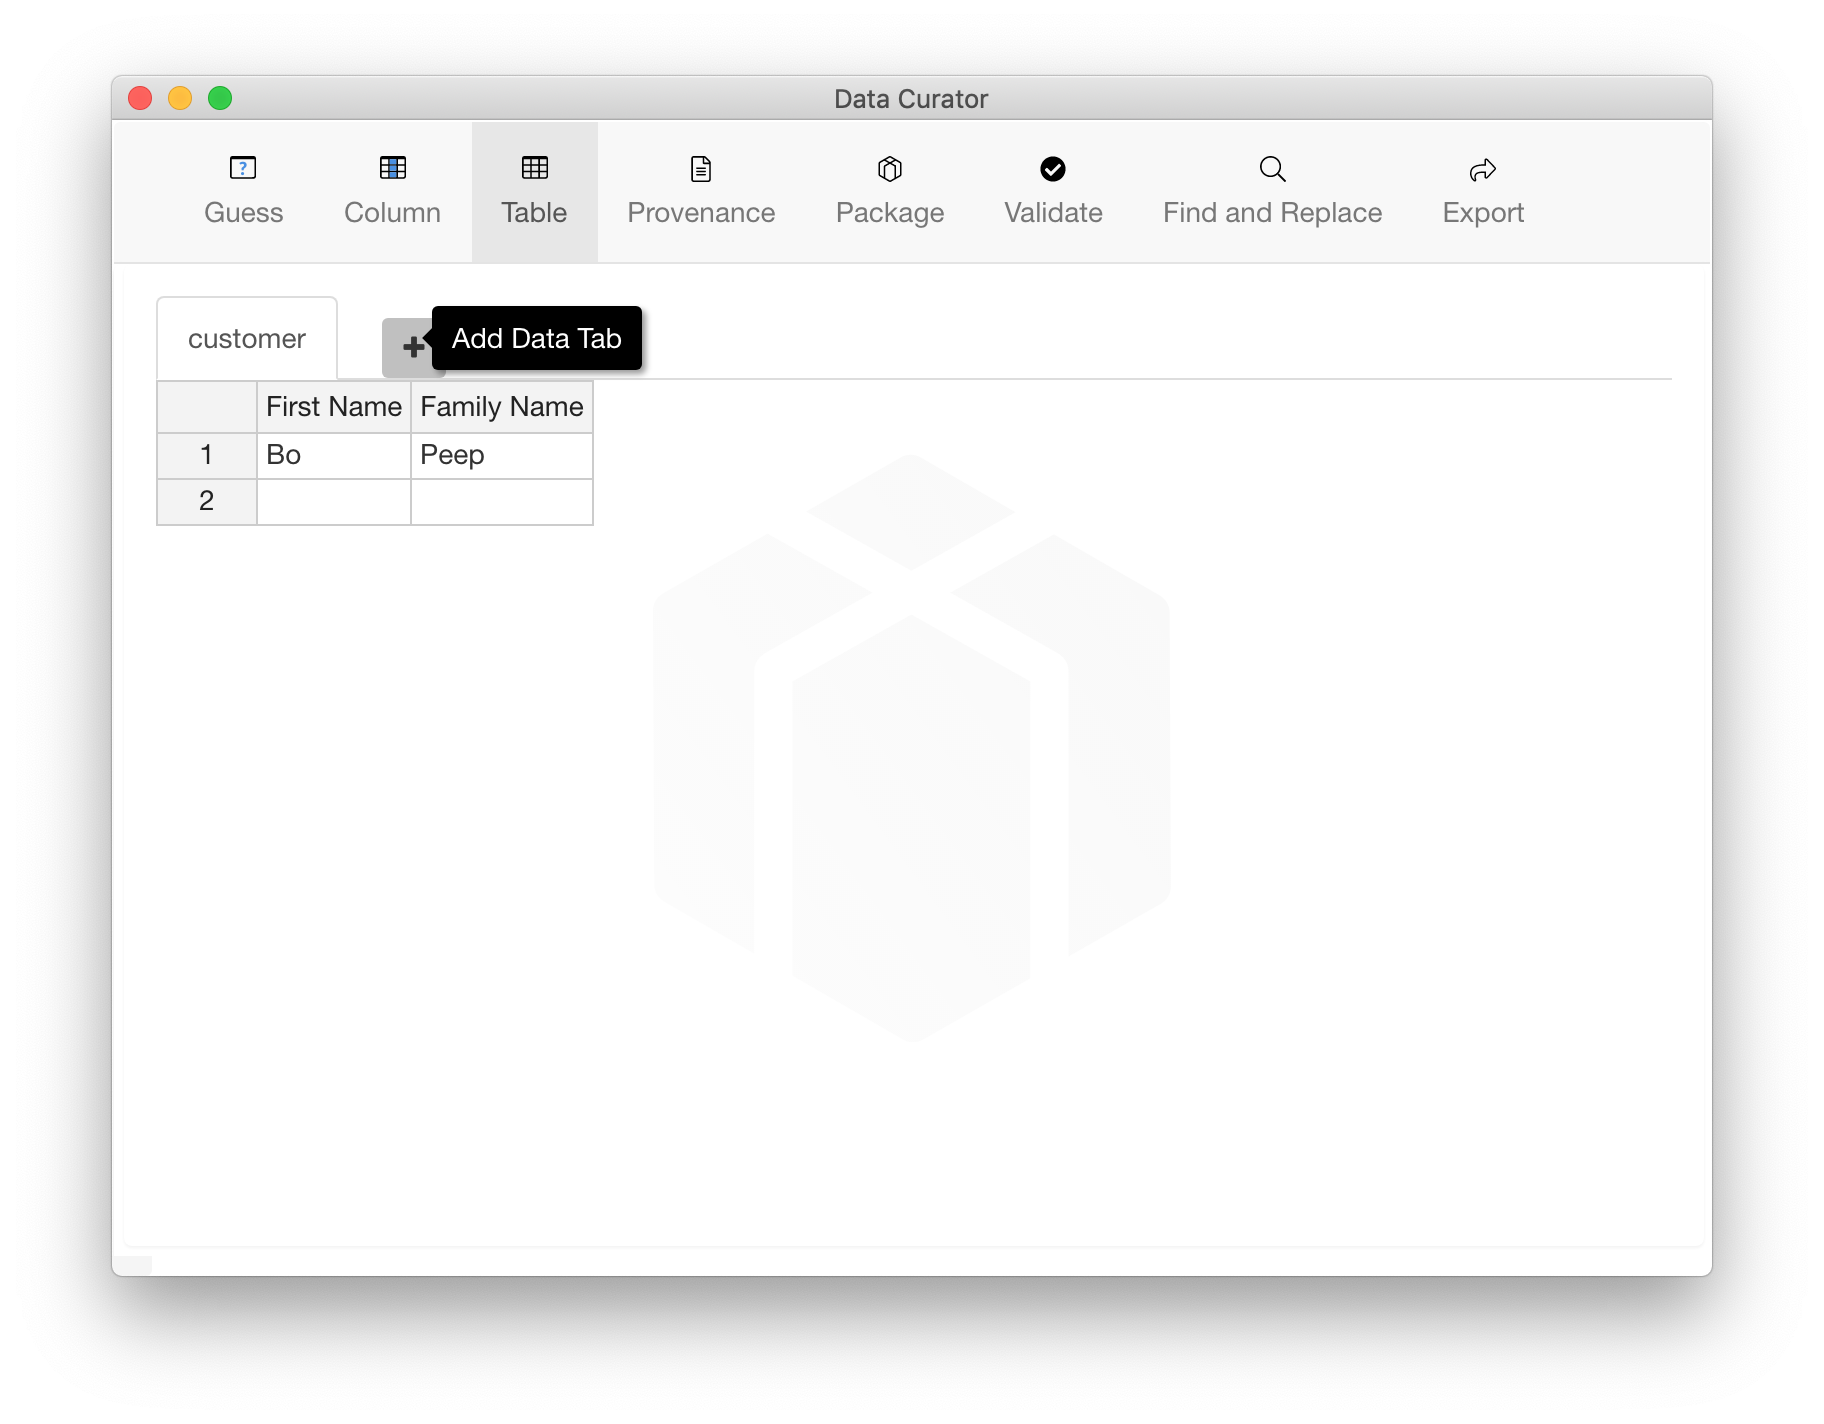 Data Curator
Guess Column Table Provenance Package Validate Find and Replace Export
customer Add Data Tab
First Name Family Name
1 Bo Peep
2